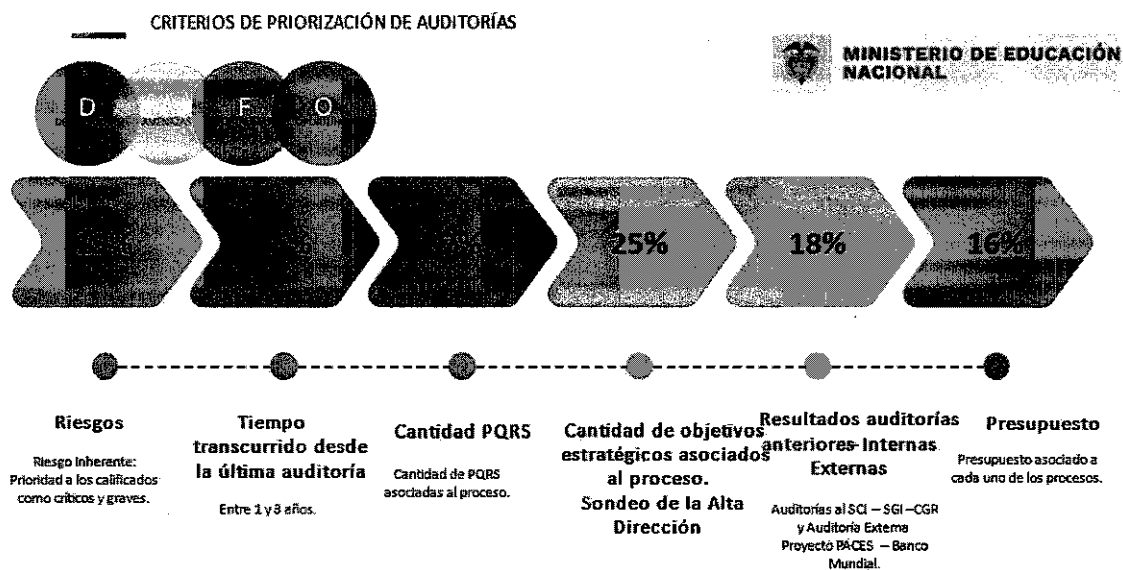 CRITERIOS DE PRIORIZACIÓN DE AUDITORÍAS
MINISTERIO DE EDUCACIÓN
NACIONAL
D
F
O
AMENAZAS
25%
18%
16%
Riesgos
Riesgo Inherente:
Prioridad a los calificados
como críticos y graves.
Tiempo
transcurrido desde
la última auditoría
Entre 1 y 3 años.
Cantidad PQRS
Cantidad de PQRS
asociadas al proceso.
Cantidad de objetivos
estratégicos asociados
al proceso.
Sondeo de la Alta
Dirección
Resultados auditorías
anteriores-Internas
Externas
Auditorías al SCI – SGI –CGR
y Auditoría Externa
Proyecto PACES – Banco
Mundial.
Presupuesto
Presupuesto asociado a
cada uno de los procesos.